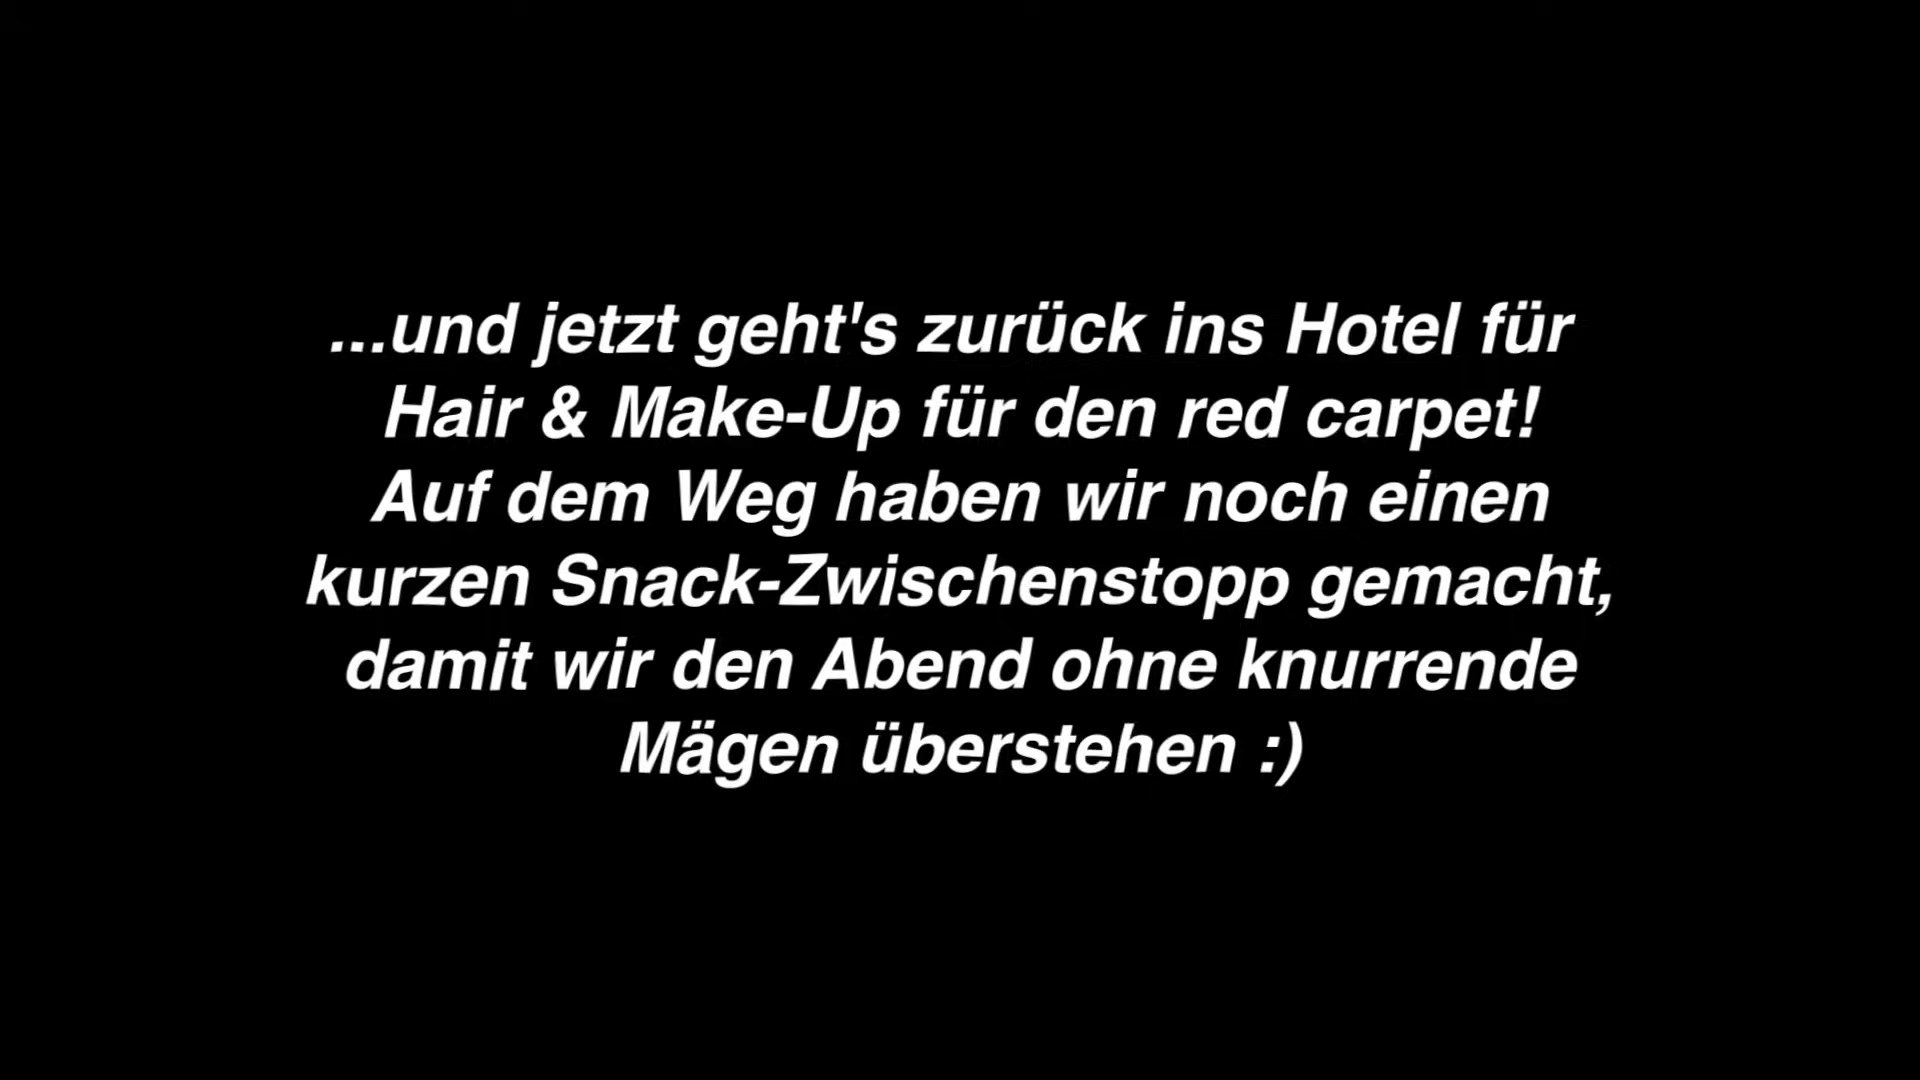 ...und jetzt geht's zurück ins Hotel für
Hair & Make-Up für den red carpet!
Auf dem Weg haben wir noch einen
kurzen Snack-Zwischenstopp gemacht,
damit wir den Abend ohne knurrende
Mägen überstehen :)